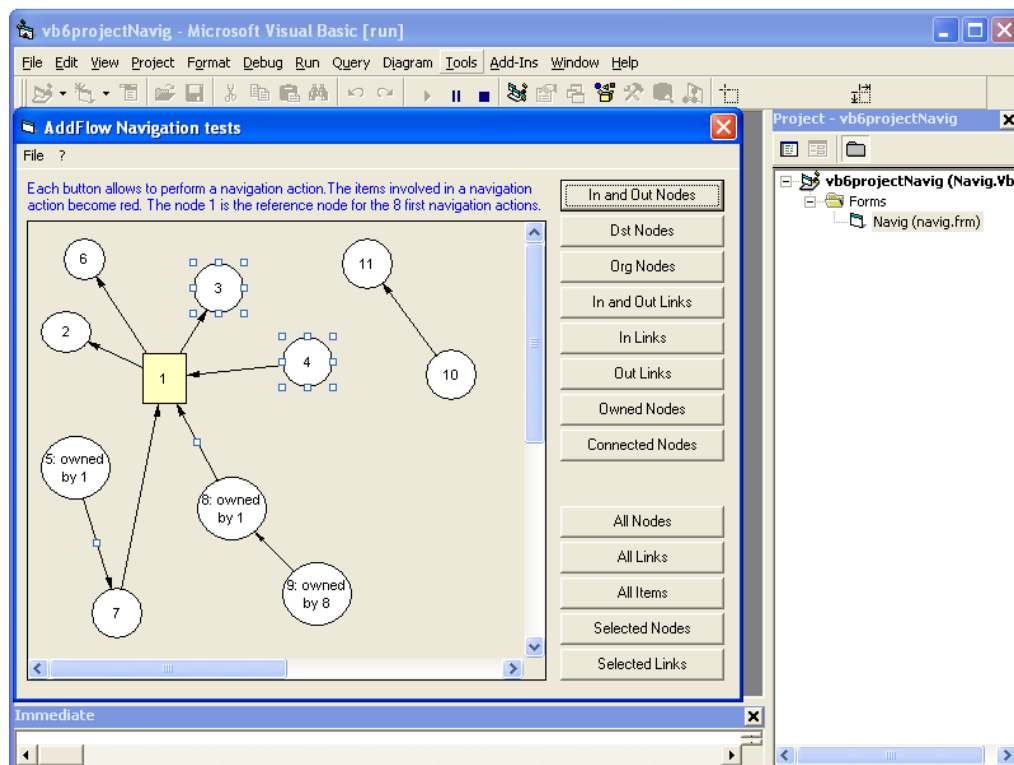 vb6projectNavig - Microsoft Visual Basic [run]
File Edit View Project Format Debug Run Query Diagram Tools Add-Ins Window Help
AddFlow Navigation tests
File ?
Each button allows to perform a navigation action.The items involved in a navigation
action become red. The node 1 is the reference node for the 8 first navigation actions.
6
3
11
2
4
1
10
5: owned
by 1
8: owned
by 1
9: owned
by 8
7
In and Out Nodes
Dst Nodes
Org Nodes
In and Out Links
In Links
Out Links
Owned Nodes
Connected Nodes
All Nodes
All Links
All Items
Selected Nodes
Selected Links
Project - vb6projectNavig
vb6projectNavig (Navig.vb
Forms
Navig (navig.frm)
Immediate